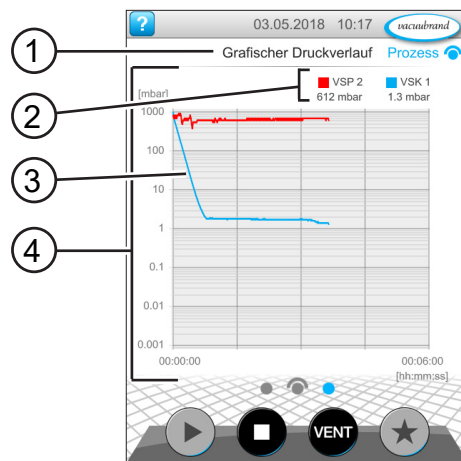 ? 03.05.2018 10:17 vacuubrand
1 Grafischer Druckverlauf Prozess
2 VSP 2 VSK 1
612 mbar 1.3 mbar
[mbar]
1000
100
3
10
4
1
0.1
0.01
0.001
00:00:00 00:06:00
[hh:mm:ss]
VENT